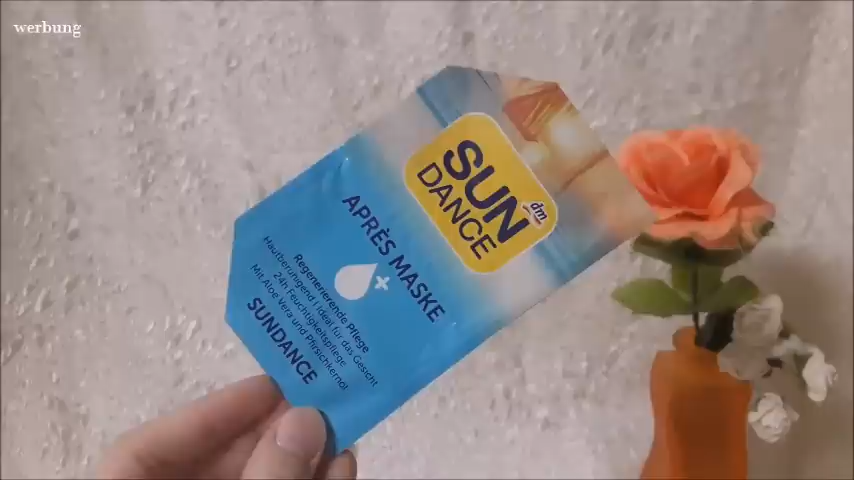 werbung
SUN
DANCE
dm
APRÈS MASKE
Regenerierende Pflege
Hautberuhigend I Ideal für das Gesicht
24h Feuchtigkeitspflege
Mit Aloe Vera und Pfirsichkernöl
SUNDANCE